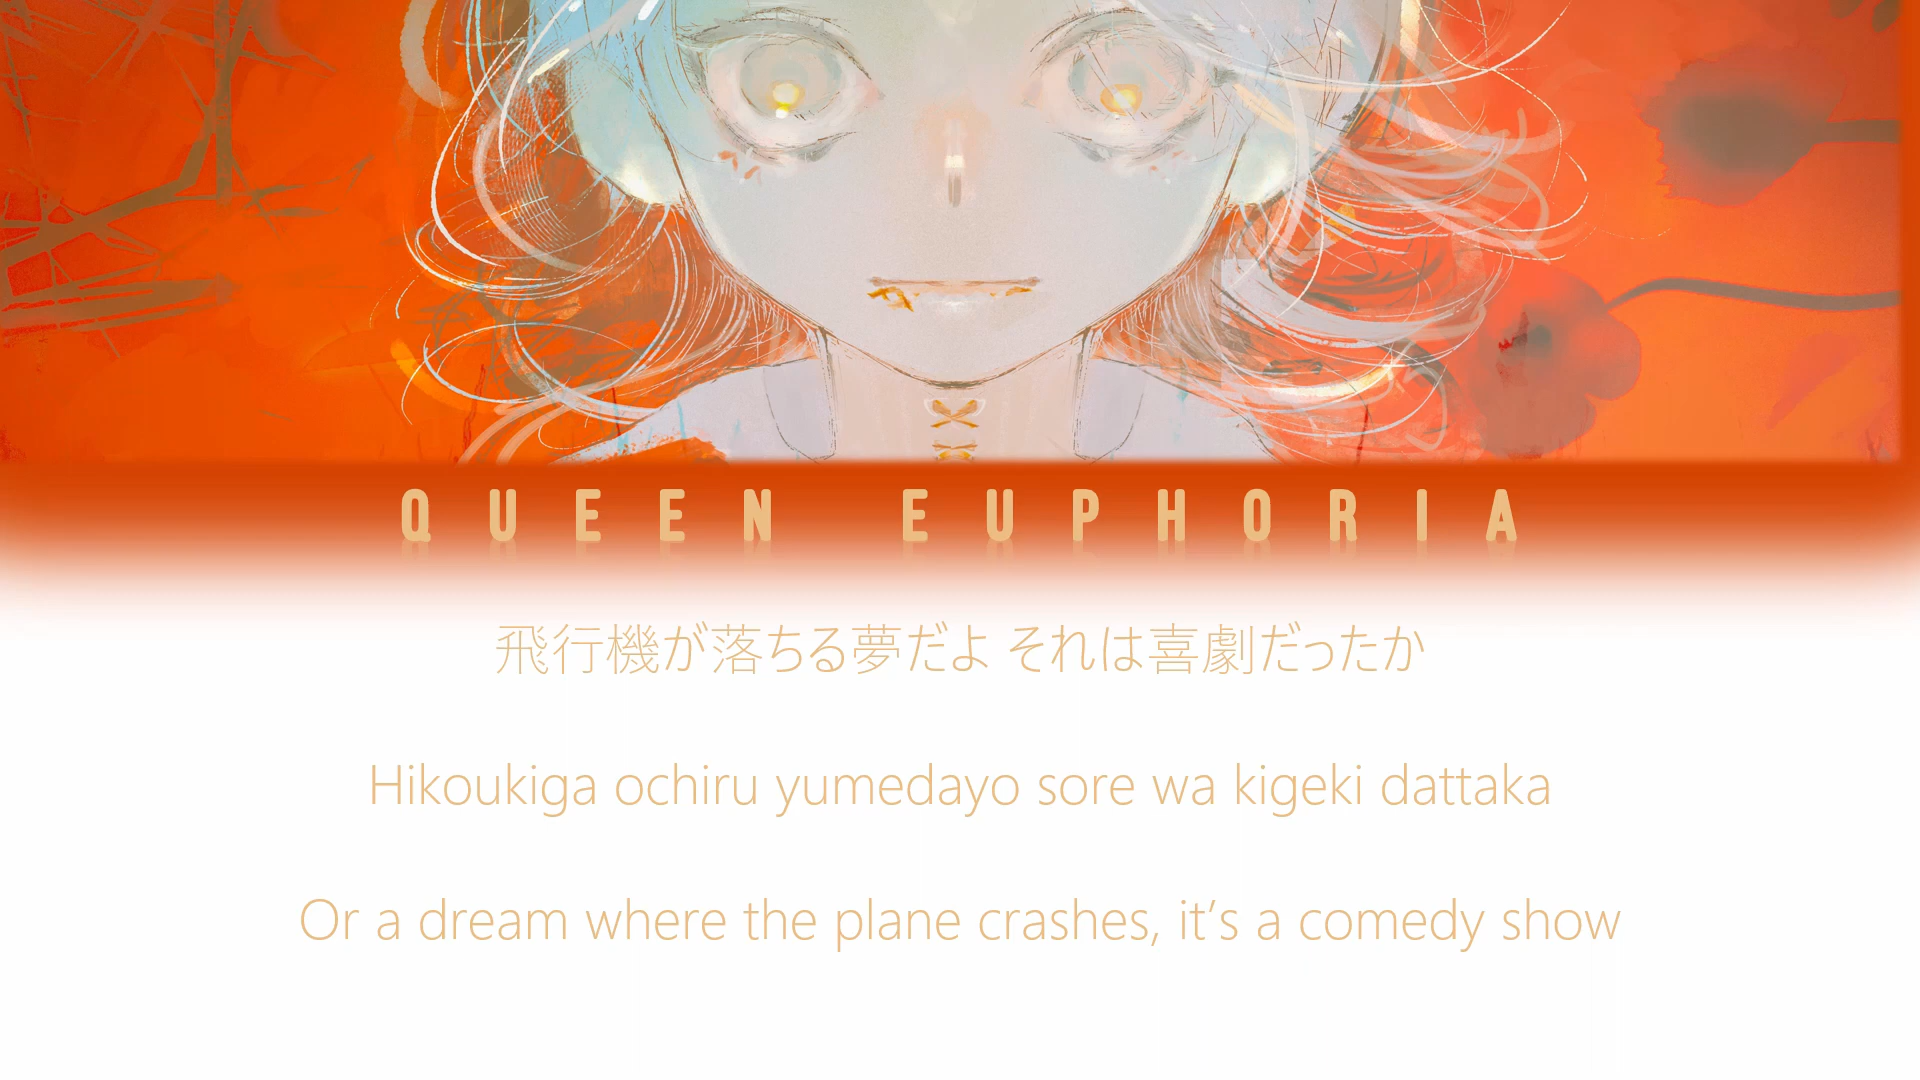 QUEEN EUPHORIA
飛行機が落ちる夢だよ それは喜劇だったか
Hikoukiga ochiru yumedayo sore wa kigeki dattaka
Or a dream where the plane crashes, it's a comedy show